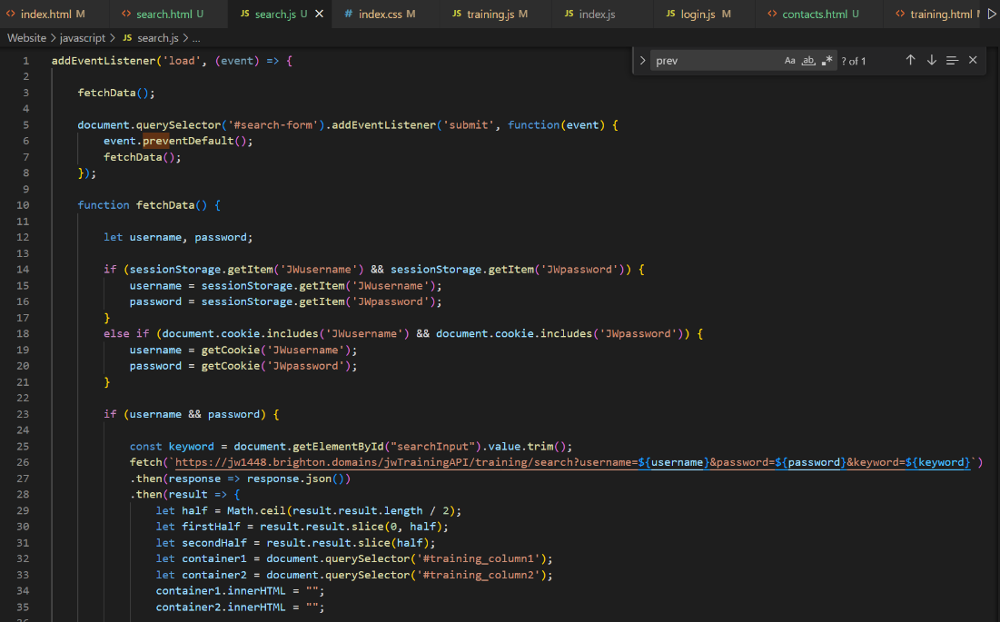 <> index.html M <> search.html U JS search.js U × # index.css M JS training.js M JS index.js JS login.js M <> contacts.html U <> training.html
Website > javascript > JS search.js > ...
> prev Aa ab .* ? of 1
1 addEventListener('load', (event) => {
2
3 fetchData();
4
5 document.querySelector('#search-form').addEventListener('submit', function(event) {
6 event.preventDefault();
7 fetchData();
8 });
9
10 function fetchData() {
11
12 let username, password;
13
14 if (sessionStorage.getItem('JWusername') && sessionStorage.getItem('JWpassword')) {
15 username = sessionStorage.getItem('JWusername');
16 password = sessionStorage.getItem('JWpassword');
17 }
18 else if (document.cookie.includes('JWusername') && document.cookie.includes('JWpassword')) {
19 username = getCookie('JWusername');
20 password = getCookie('JWpassword');
21 }
22
23 if (username && password) {
24
25 const keyword = document.getElementById("searchInput").value.trim();
26 fetch(`https://jw1448.brighton.domains/jwTrainingAPI/training/search?username=${username}&password=${password}&keyword=${keyword}`)
27 .then(response => response.json())
28 .then(result => {
29 let half = Math.ceil(result.result.length / 2);
30 let firstHalf = result.result.slice(0, half);
31 let secondHalf = result.result.slice(half);
32 let container1 = document.querySelector('#training_column1');
33 let container2 = document.querySelector('#training_column2');
34 container1.innerHTML = "";
35 container2.innerHTML = "";